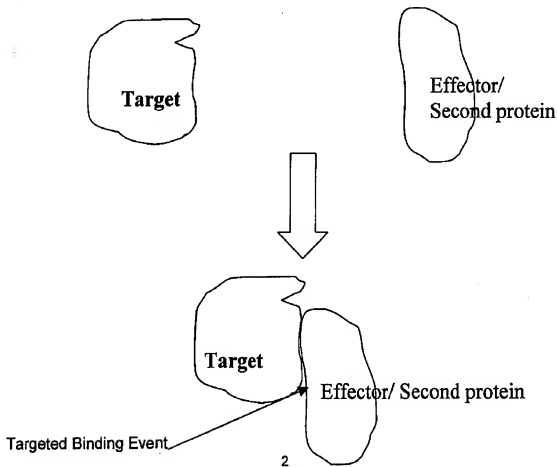 Target
Effector/
Second protein
Target
Effector/ Second protein
Targeted Binding Event
2